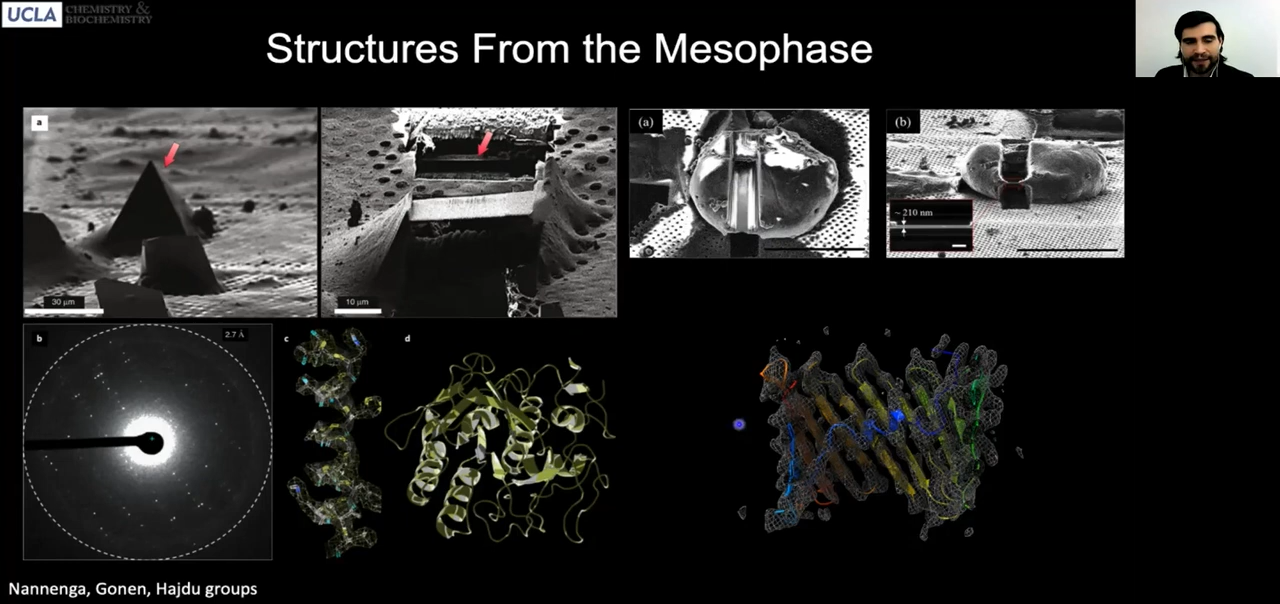 UCLA CHEMISTRY &
BIOCHEMISTRY
Structures From the Mesophase
a
30 µm
10 µm
(a)
(b)
~ 210 nm
b
2.7 Å
c
d
Nannenga, Gonen, Hajdu groups